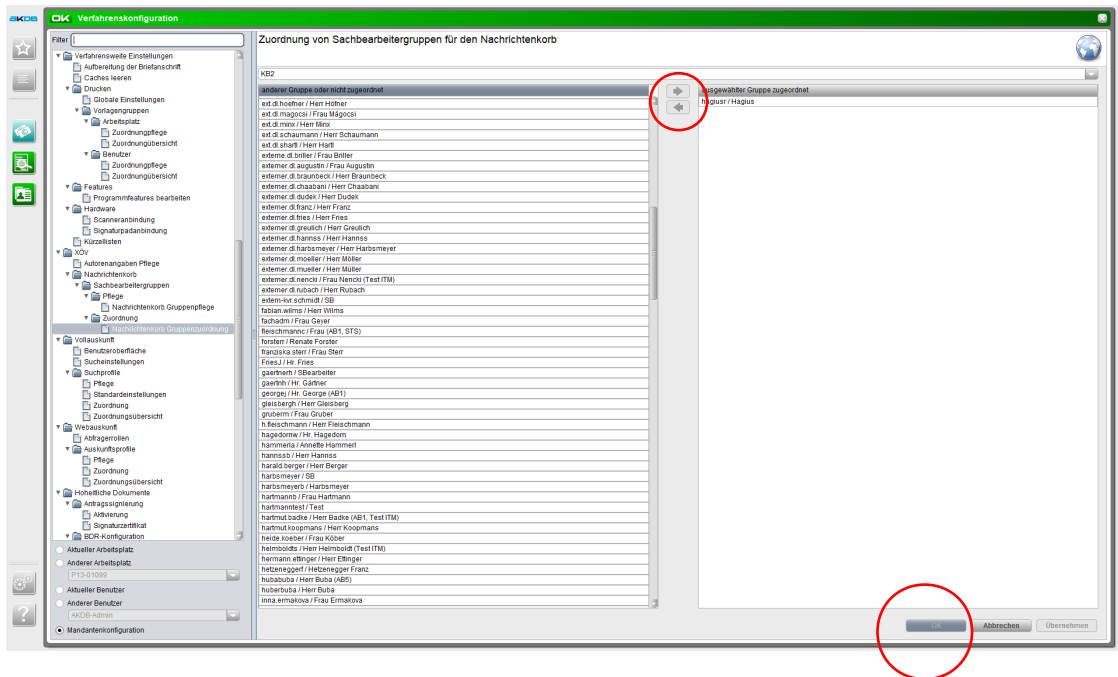 AKDB
OK Verfahrenskonfiguration
Filter
Verfahrensweite Einstellungen
Aufbereitung der Briefanschrift
Caches leeren
Drucken
Globale Einstellungen
Vorlagengruppen
Arbeitsplatz
Zuordnungpflege
Zuordnungübersicht
Benutzer
Zuordnungpflege
Zuordnungübersicht
Features
Programmfeatures bearbeiten
Hardware
Scanneranbindung
Signaturpadanbindung
Kürzellisten
XÖV
Autorenangaben Pflege
Nachrichtenkorb
Sachbearbeitergruppen
Pflege
Nachrichtenkorb Gruppenpflege
Zuordnung
Nachrichtenkorb Gruppenzuordnung
Vollauskunft
Benutzeroberfläche
Sucheinstellungen
Suchprofile
Pflege
Standardeinstellungen
Zuordnung
Zuordnungsübersicht
Webauskunft
Abfragerollen
Auskunftsprofile
Pflege
Zuordnung
Zuordnungsübersicht
Hoheitliche Dokumente
Antragssignierung
Aktivierung
Signaturzertifikat
BDR-Konfiguration
Aktueller Arbeitsplatz
Anderer Arbeitsplatz
P13-01099
Aktueller Benutzer
Anderer Benutzer
AKDB-Admin
Mandantenkonfiguration
Zuordnung von Sachbearbeitergruppen für den Nachrichtenkorb
KB2
anderer Gruppe oder nicht zugeordnet
ext.dl.hoefner / Herr Höfner
ext.dl.magocsi / Frau Mágocsi
ext.dl.minx / Herr Minx
ext.dl.schaumann / Herr Schaumann
ext.dl.sharfl / Herr Harfl
externe.dl.briller / Frau Briller
externer.dl.augustin / Frau Augustin
externer.dl.braunbeck / Herr Braunbeck
externer.dl.chaabani / Herr Chaabani
externer.dl.dudek / Herr Dudek
externer.dl.franz / Herr Franz
externer.dl.fries / Herr Fries
externer.dl.greulich / Herr Greulich
externer.dl.hannss / Herr Hannss
externer.dl.harbsmeyer / Herr Harbsmeyer
externer.dl.moeller / Herr Möller
externer.dl.mueller / Herr Müller
externer.dl.nencki / Frau Nencki (Test ITM)
externer.dl.rubach / Herr Rubach
extern-kvr.schmidt / SB
fabian.wilms / Herr Wilms
fachadm / Frau Geyer
fleischmannc / Frau (AB1, STS)
forsterr / Renate Forster
franziska.sterr / Frau Sterr
FriesJ / Hr. Fries
gaertnerh / SBearbeiter
gaertnh / Hr. Gärtner
georgej / Hr. George (AB1)
gleisbergh / Herr Gleisberg
gruberm / Frau Gruber
h.fleischmann / Herr Fleischmann
hagedornw / Hr. Hagedorn
hammerla / Annette Hammerl
hannssb / Herr Hannss
harald.berger / Herr Berger
harbsmeyer / SB
harbsmeyerb / Harbsmeyer
hartmannb / Frau Hartmann
hartmanntest / Test
hartmut.badke / Herr Badke (AB1, Test ITM)
hartmut.koopmans / Herr Koopmans
heide.koeber / Frau Köber
helmboldts / Herr Helmboldt (Test ITM)
hermann.ettinger / Herr Ettinger
hetzeneggerf / Hetzenegger Franz
hubabuba / Herr Buba (AB5)
huberbuba / Herr Buba
inna.ermakova / Frau Ermakova
ausgewählter Gruppe zugeordnet
hagiusr / Hagius
OK
Abbrechen
Übernehmen